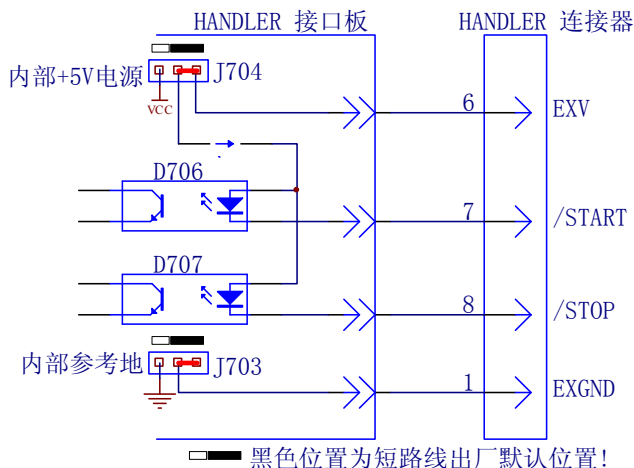 HANDLER 接口板
HANDLER 连接器
内部+5V电源
J704
VCC
6
EXV
D706
7
/START
D707
8
/STOP
内部参考地
J703
1
EXGND
黑色位置为短路线出厂默认位置!